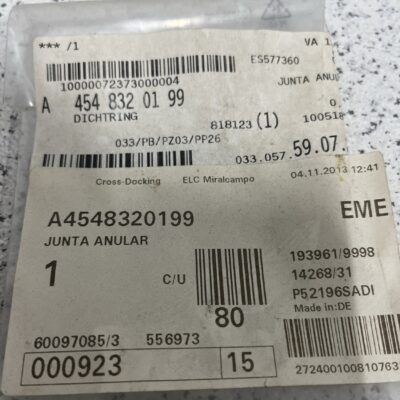 *** /1
VA 1
10000072373000004
ES577360
A 454 832 01 99
JUNTA ANUL
DICHTRING
0
818123 (1)
10051
033/PB/PZ03/PP26
033.057.59.07.
Cross-Docking ELC Miralcampo 04.11.2013 12:41
A4548320199
EME
JUNTA ANULAR
1
C/U
80
193961/9998
14268/31
P52196SADI
Made in:DE
60097085/3 556973
000923
15
272400100810763